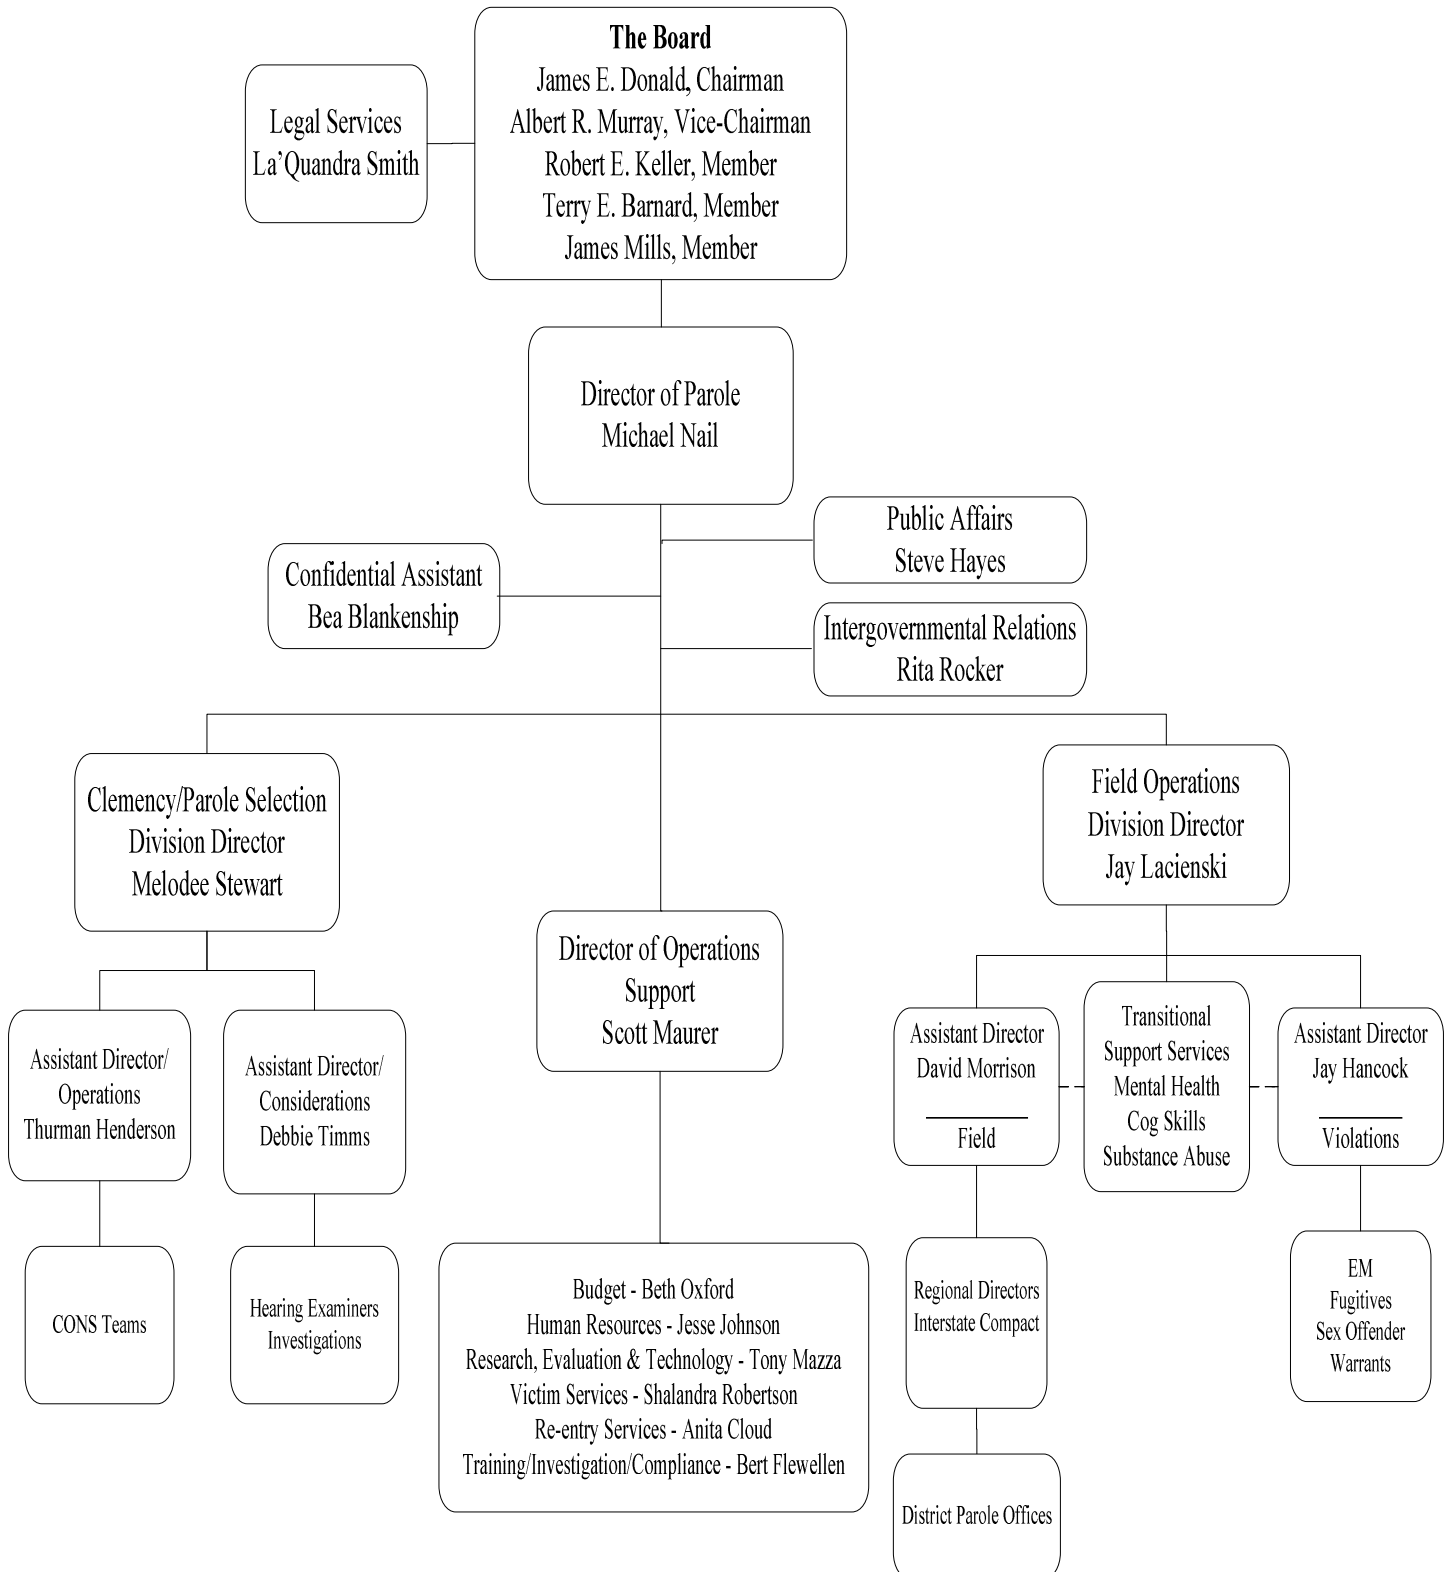 The Board
James E. Donald, Chairman
Albert R. Murray, Vice-Chairman
Robert E. Keller, Member
Terry E. Barnard, Member
James Mills, Member
Legal Services
La’Quandra Smith
Director of Parole
Michael Nail
Public Affairs
Steve Hayes
Confidential Assistant
Bea Blankenship
Intergovernmental Relations
Rita Rocker
Clemency/Parole Selection
Division Director
Melodee Stewart
Director of Operations
Support
Scott Maurer
Field Operations
Division Director
Jay Lacienski
Assistant Director/
Operations
Thurman Henderson
Assistant Director/
Considerations
Debbie Timms
Assistant Director
David Morrison
Field
Transitional
Support Services
Mental Health
Cog Skills
Substance Abuse
Assistant Director
Jay Hancock
Violations
CONS Teams
Hearing Examiners
Investigations
Budget - Beth Oxford
Human Resources - Jesse Johnson
Research, Evaluation & Technology - Tony Mazza
Victim Services - Shalandra Robertson
Re-entry Services - Anita Cloud
Training/Investigation/Compliance - Bert Flewellen
Regional Directors
Interstate Compact
EM
Fugitives
Sex Offender
Warrants
District Parole Offices